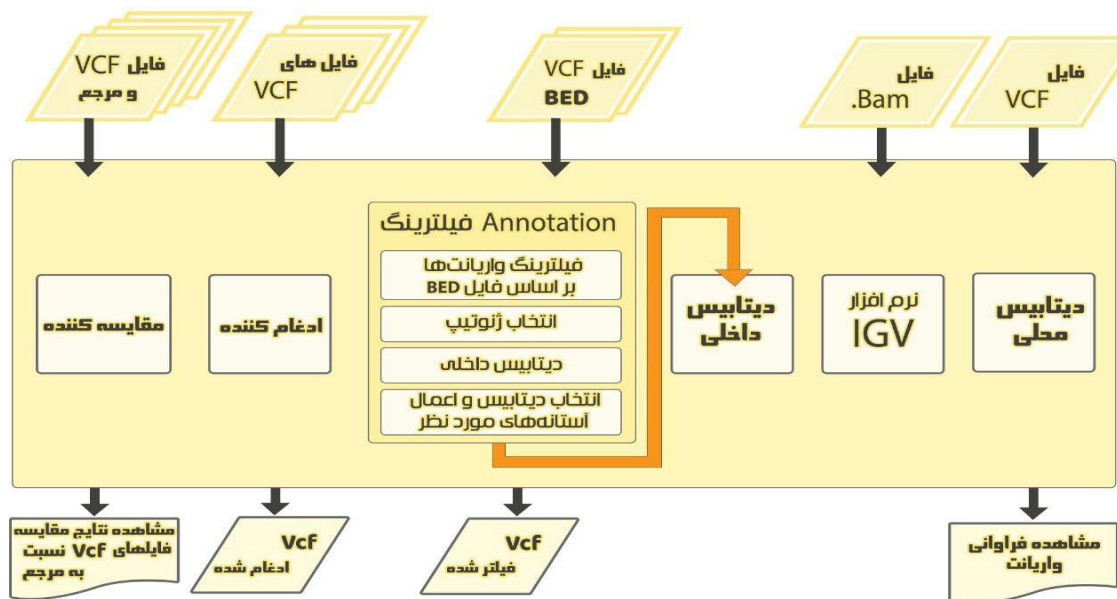 فایل VCF
و مرجع
فایل های
VCF
فایل VCF
BED
فایل
.Bam
فایل
VCF
فیلترینگ Annotation
فیلترینگ واریانت‌ها
بر اساس فایل BED
انتخاب ژنوتیپ
دیتابیس داخلی
انتخاب دیتابیس و اعمال
آستانه‌های مورد نظر
مقایسه کننده
ادغام کننده
دیتابیس
داخلی
نرم افزار
IGV
دیتابیس
محلی
مشاهده نتایج مقایسه
فایلهای Vcf نسبت
به مرجع
Vcf
ادغام شده
Vcf
فیلتر شده
مشاهده فراوانی
واریانت